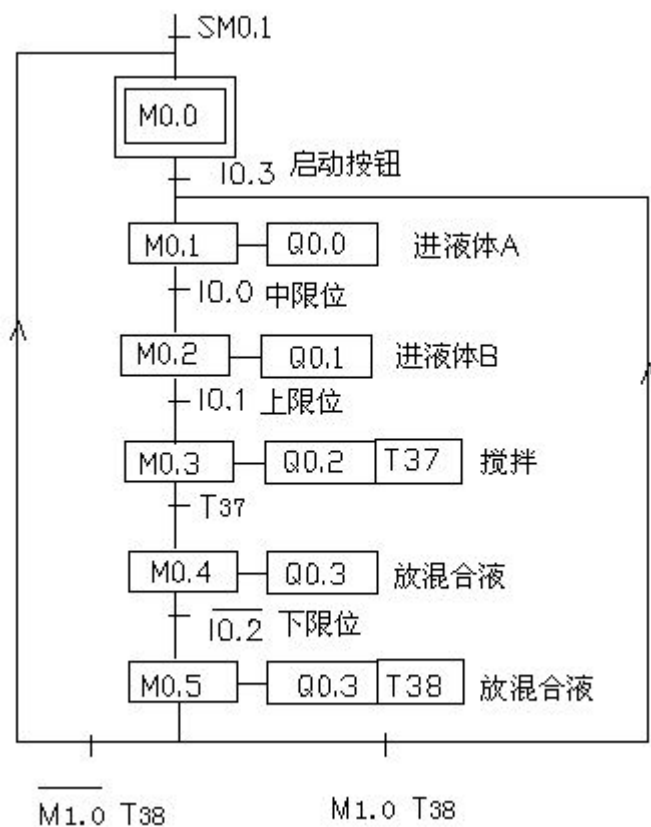 SM0.1
M0.0
I0.3 启动按钮
M0.1 Q0.0 进液体A
I0.0 中限位
M0.2 Q0.1 进液体B
I0.1 上限位
M0.3 Q0.2 T37 搅拌
T37
M0.4 Q0.3 放混合液
I0.2 下限位
M0.5 Q0.3 T38 放混合液
M1.0 T38 M1.0 T38